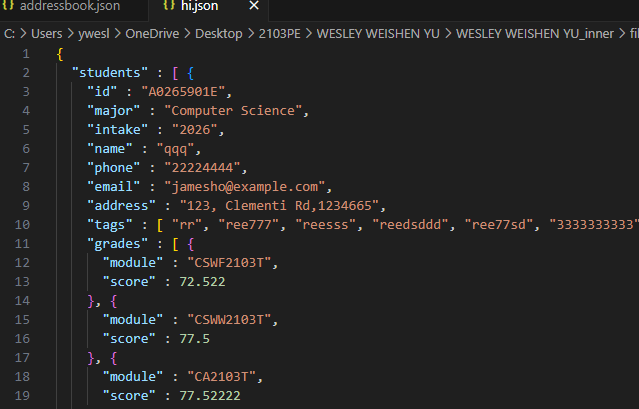 {} addressbook.json {} hi.json ×
C: > Users > ywesl > OneDrive > Desktop > 2103PE > WESLEY WEISHEN YU > WESLEY WEISHEN YU_inner >
1 {
2 "students" : [ {
3 "id" : "A0265901E",
4 "major" : "Computer Science",
5 "intake" : "2026",
6 "name" : "qqq",
7 "phone" : "22224444",
8 "email" : "jamesho@example.com",
9 "address" : "123, Clementi Rd,1234665",
10 "tags" : [ "rr", "ree777", "reesss", "reedsddd", "ree77sd", "3333333333"
11 "grades" : [ {
12 "module" : "CSWF2103T",
13 "score" : 72.522
14 }, {
15 "module" : "CSWW2103T",
16 "score" : 77.5
17 }, {
18 "module" : "CA2103T",
19 "score" : 77.52222